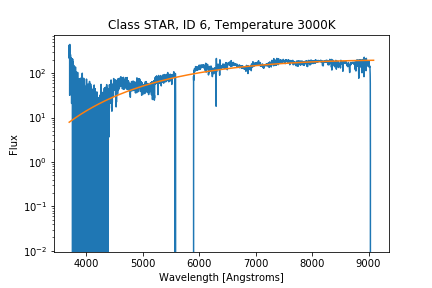 Class STAR, ID 6, Temperature 3000K
Flux
10²
10¹
10⁰
10⁻¹
10⁻²
4000 5000 6000 7000 8000 9000
Wavelength [Angstroms]